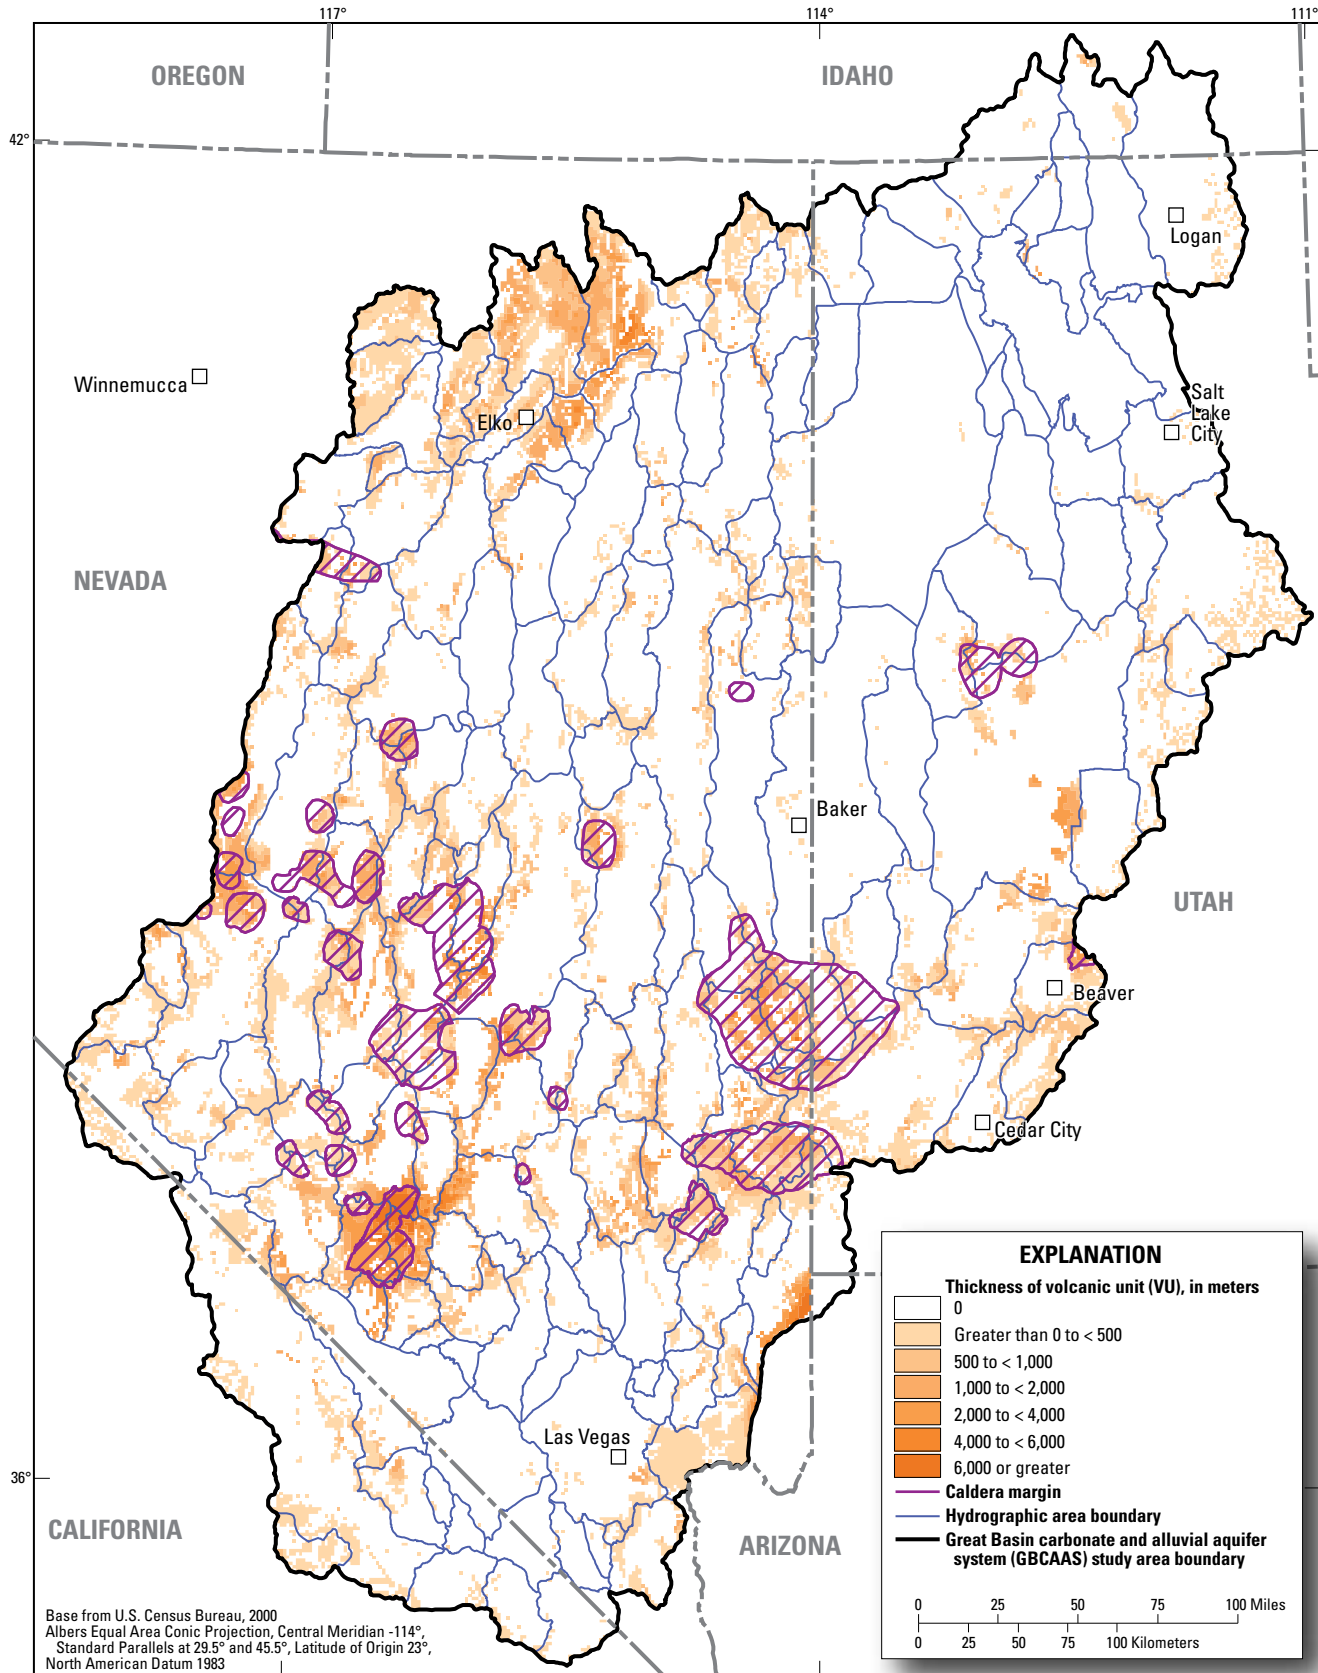 117°
114°
111°
OREGON
IDAHO
42°
Logan
Winnemucca
Salt
Lake
City
Elko
NEVADA
Baker
UTAH
Beaver
Cedar City
EXPLANATION
Thickness of volcanic unit (VU), in meters
0
Greater than 0 to < 500
500 to < 1,000
1,000 to < 2,000
2,000 to < 4,000
4,000 to < 6,000
6,000 or greater
Caldera margin
Hydrographic area boundary
Great Basin carbonate and alluvial aquifer
system (GBCAAS) study area boundary
0 25 50 75 100 Miles
0 25 50 75 100 Kilometers
Las Vegas
36°
CALIFORNIA
ARIZONA
Base from U.S. Census Bureau, 2000
Albers Equal Area Conic Projection, Central Meridian -114°,
Standard Parallels at 29.5° and 45.5°, Latitude of Origin 23°,
North American Datum 1983